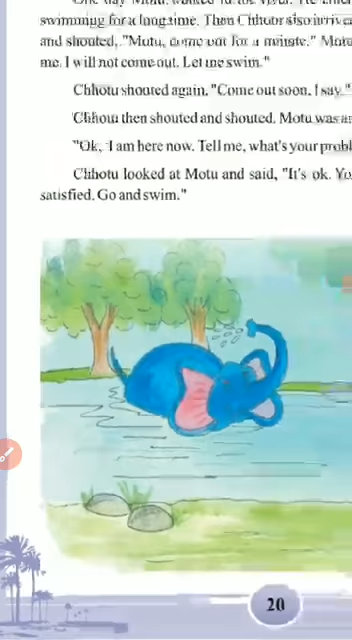 swimming for a long time. Then Chhotu also
and shouted, "Motu, come out for a minute."
me. I will not come out. Let me swim."
Chhotu shouted again, "Come out soon, I say."
Chhotu then shouted and shouted. Motu was
"Ok, I am here now. Tell me, what's your
Chhotu looked at Motu and said, "It's ok.
satisfied. Go and swim."
20